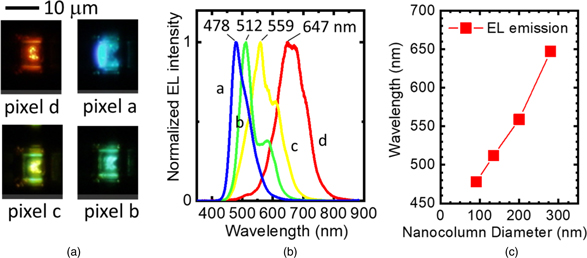 10 μm
pixel d
pixel a
pixel c
pixel b
(a)
478 512 559 647 nm
Normalized EL intensity
1
0
a
b
c
d
400 500 600 700 800 900
Wavelength (nm)
(b)
EL emission
Wavelength (nm)
700
650
600
550
500
450
0 100 200 300
Nanocolumn Diameter (nm)
(c)